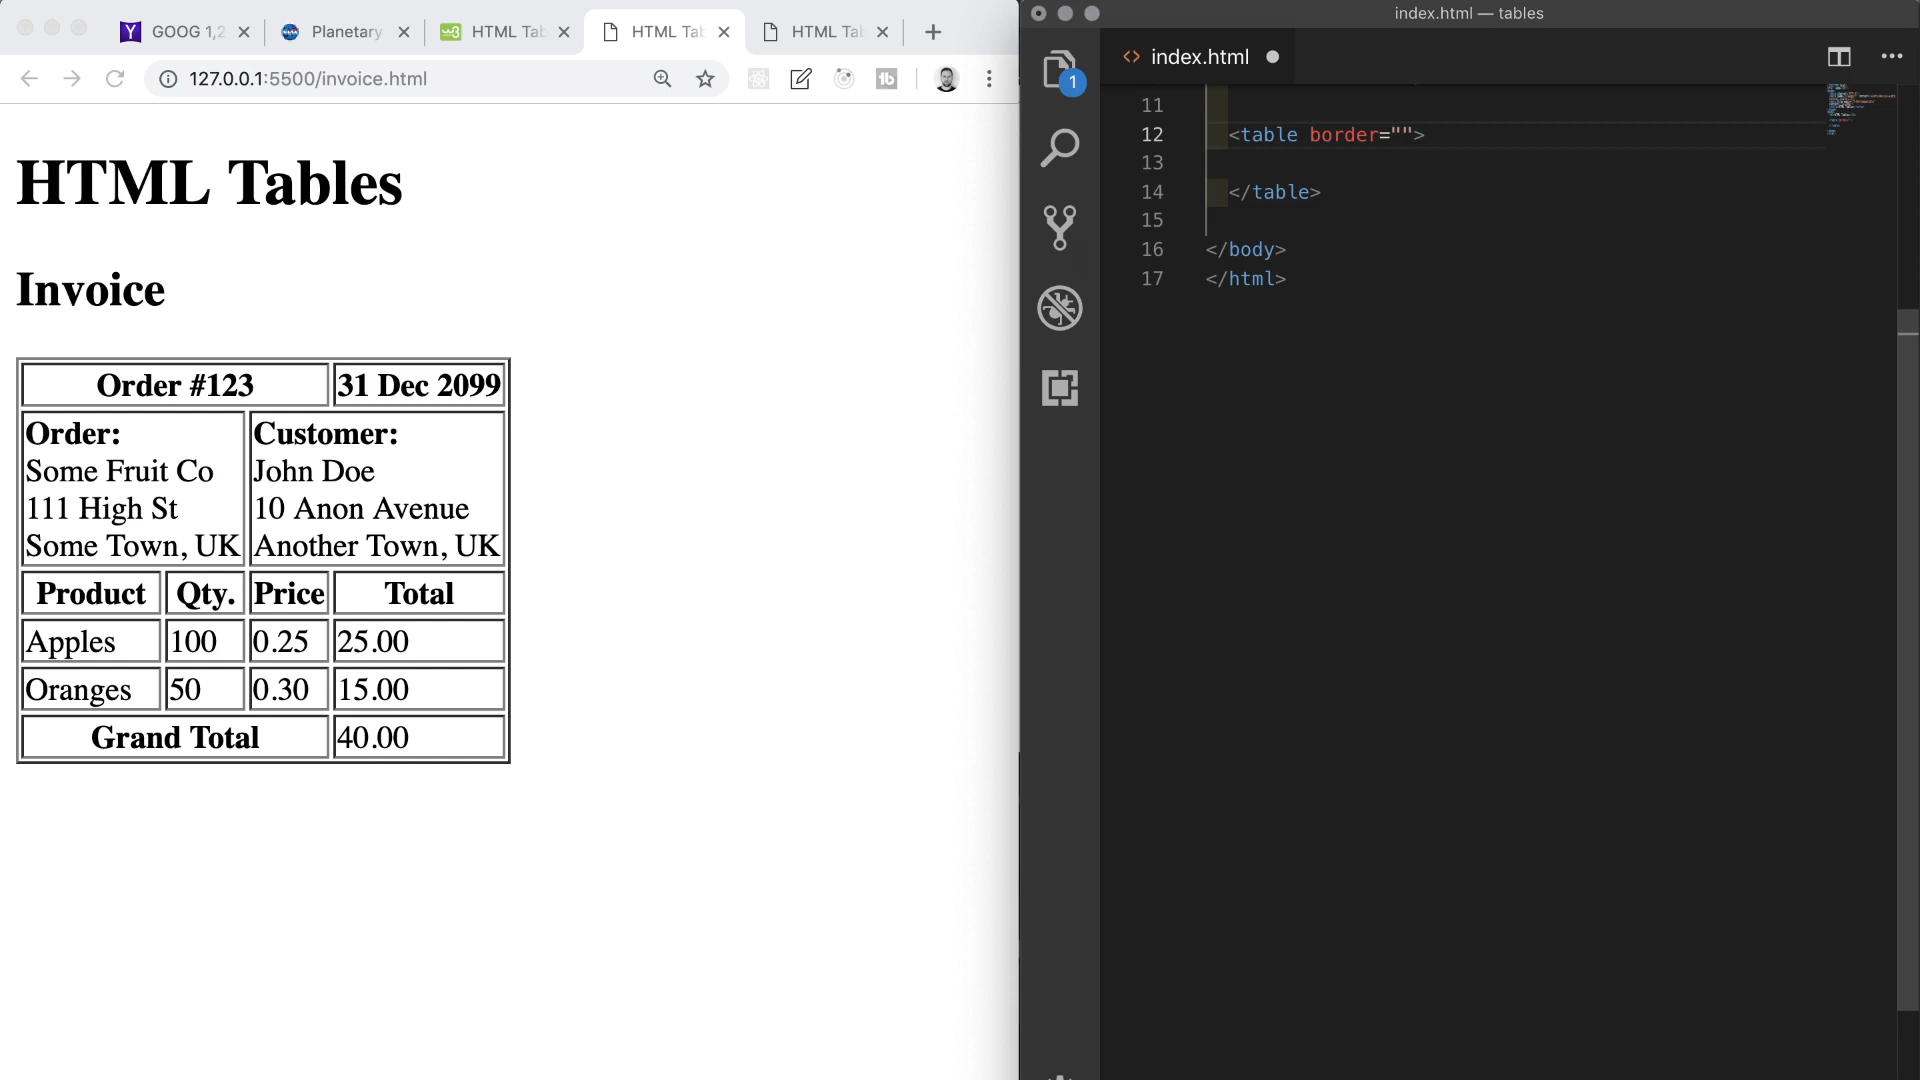 GOOG 1,2
Planetary
HTML Tab
HTML Tab
HTML Tab
127.0.0.1:5500/invoice.html
HTML Tables
Invoice
Order #123 31 Dec 2099
Order:
Some Fruit Co
111 High St
Some Town, UK
Customer:
John Doe
10 Anon Avenue
Another Town, UK
Product Qty. Price Total
Apples 100 0.25 25.00
Oranges 50 0.30 15.00
Grand Total 40.00
index.html — tables
<> index.html
1
11
12 <table border="">
13
14 </table>
15
16 </body>
17 </html>